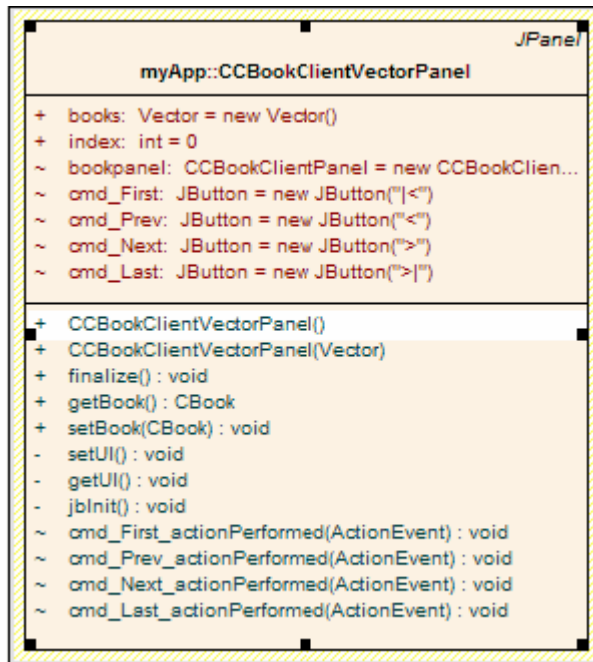 JPanel
myApp::CCBookClientVectorPanel
+ books: Vector = new Vector()
+ index: int = 0
~ bookpanel: CCBookClientPanel = new CCBookClien...
~ cmd_First: JButton = new JButton("|<")
~ cmd_Prev: JButton = new JButton("<")
~ cmd_Next: JButton = new JButton(">")
~ cmd_Last: JButton = new JButton(">|")
+ CCBookClientVectorPanel()
+ CCBookClientVectorPanel(Vector)
+ finalize() : void
+ getBook() : CBook
+ setBook(CBook) : void
- setUI() : void
- getUI() : void
- jbInit() : void
~ cmd_First_actionPerformed(ActionEvent) : void
~ cmd_Prev_actionPerformed(ActionEvent) : void
~ cmd_Next_actionPerformed(ActionEvent) : void
~ cmd_Last_actionPerformed(ActionEvent) : void